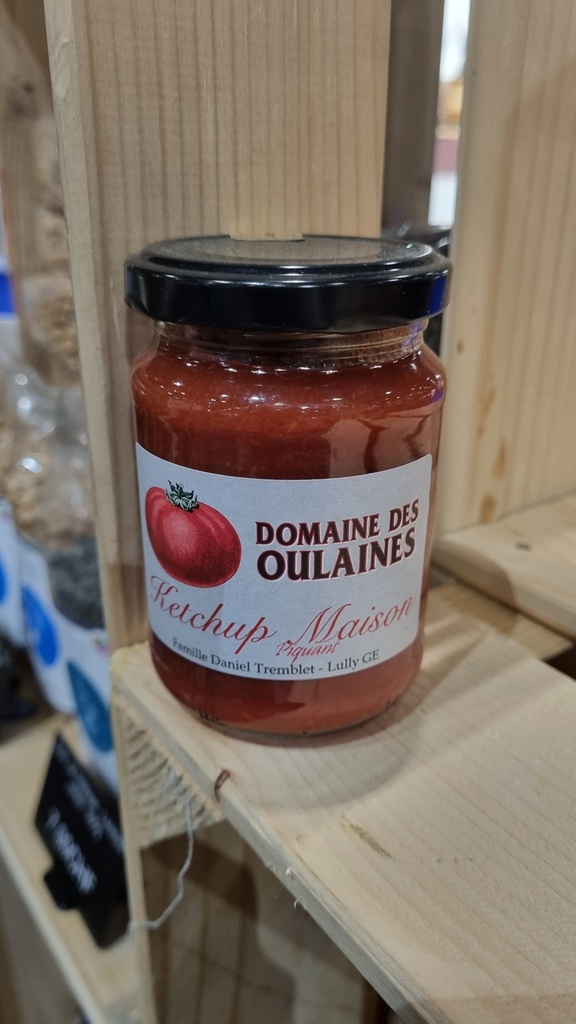 DOMAINE DES
OULAINES
Ketchup Maison
Piquant
Famille Daniel Tremblet - Lully GE